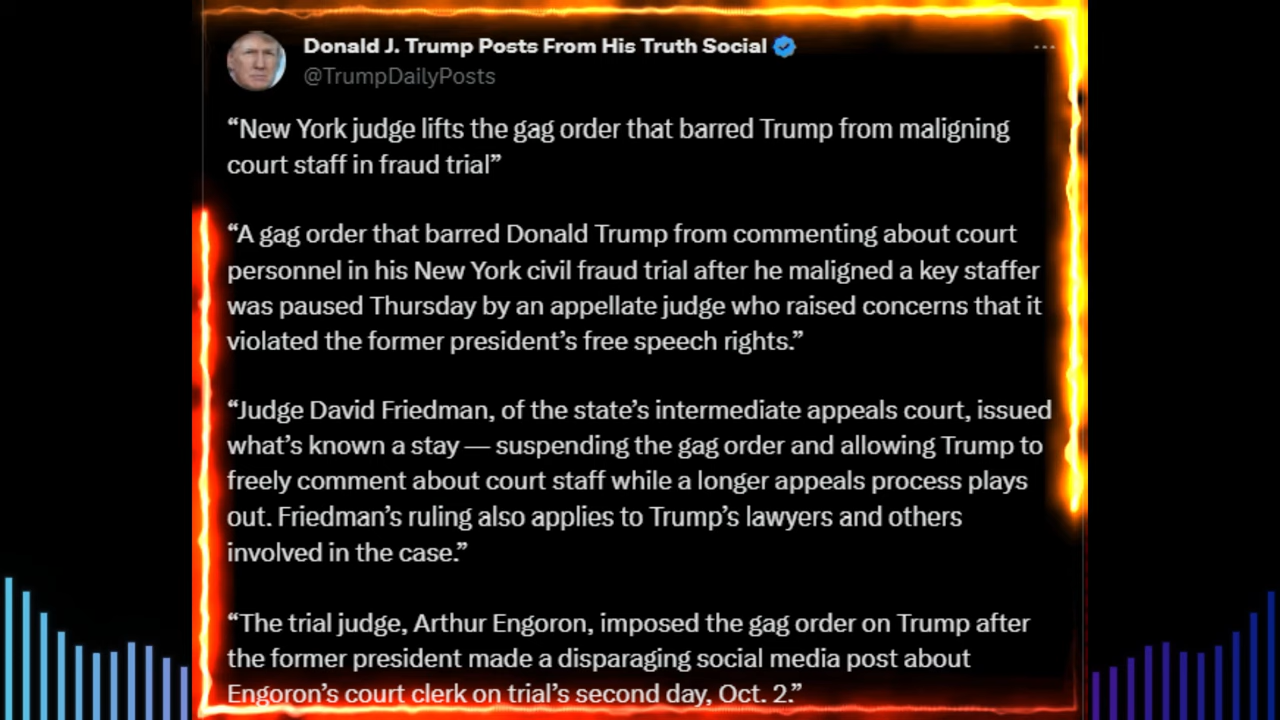 Donald J. Trump Posts From His Truth Social
@TrumpDailyPosts
“New York judge lifts the gag order that barred Trump from maligning
court staff in fraud trial”
“A gag order that barred Donald Trump from commenting about court
personnel in his New York civil fraud trial after he maligned a key staffer
was paused Thursday by an appellate judge who raised concerns that it
violated the former president’s free speech rights.”
“Judge David Friedman, of the state’s intermediate appeals court, issued
what’s known a stay — suspending the gag order and allowing Trump to
freely comment about court staff while a longer appeals process plays
out. Friedman’s ruling also applies to Trump’s lawyers and others
involved in the case.”
“The trial judge, Arthur Engoron, imposed the gag order on Trump after
the former president made a disparaging social media post about
Engoron’s court clerk on trial’s second day, Oct. 2.”